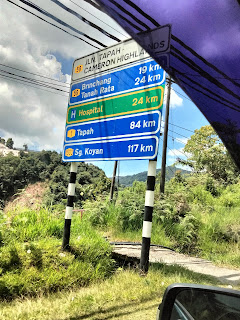 JLN TAPAH -
CAMERON HIGHLANDS
Brinchang 19 km
Tanah Rata 24 km
H Hospital 24 km
1 Tapah 84 km
Sg. Koyan 117 km